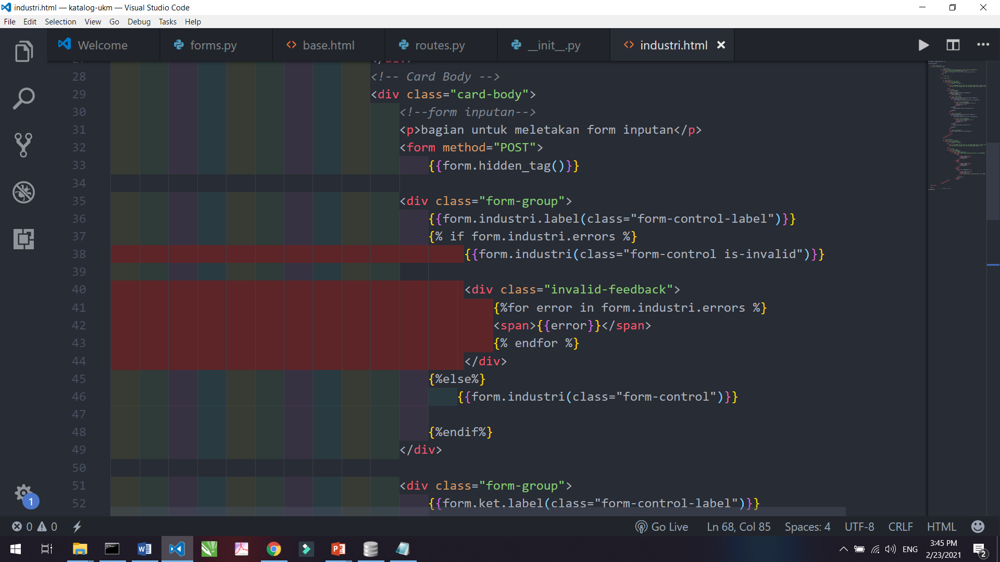 industri.html — katalog-ukm — Visual Studio Code
File Edit Selection View Go Debug Tasks Help
Welcome forms.py base.html routes.py __init__.py industri.html
27 </div>
28 <!-- Card Body -->
29 <div class="card-body">
30 <!--form inputan-->
31 <p>bagian untuk meletakan form inputan</p>
32 <form method="POST">
33 {{form.hidden_tag()}}
34
35 <div class="form-group">
36 {{form.industri.label(class="form-control-label")}}
37 {% if form.industri.errors %}
38 {{form.industri(class="form-control is-invalid")}}
39
40 <div class="invalid-feedback">
41 {%for error in form.industri.errors %}
42 <span>{{error}}</span>
43 {% endfor %}
44 </div>
45 {%else%}
46 {{form.industri(class="form-control")}}
47
48 {%endif%}
49 </div>
50
51 <div class="form-group">
52 {{form.ket.label(class="form-control-label")}}
1
0 0 Go Live Ln 68, Col 85 Spaces: 4 UTF-8 CRLF HTML
ENG 3:45 PM
2/23/2021
2